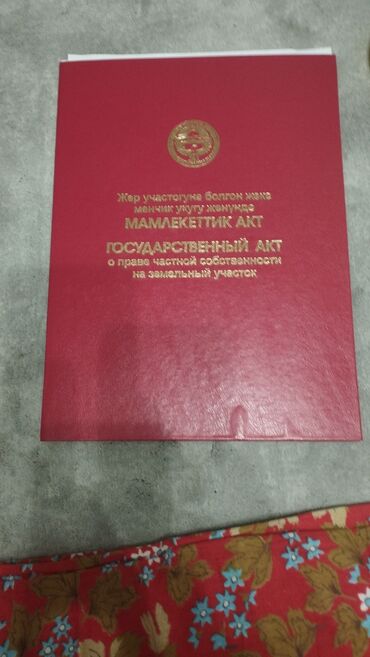 Жер участогуна болгон жеке
менчик укугу жөнүндө
МАМЛЕКЕТТИК АКТ
ГОСУДАРСТВЕННЫЙ АКТ
о праве частной собственности
на земельный участок